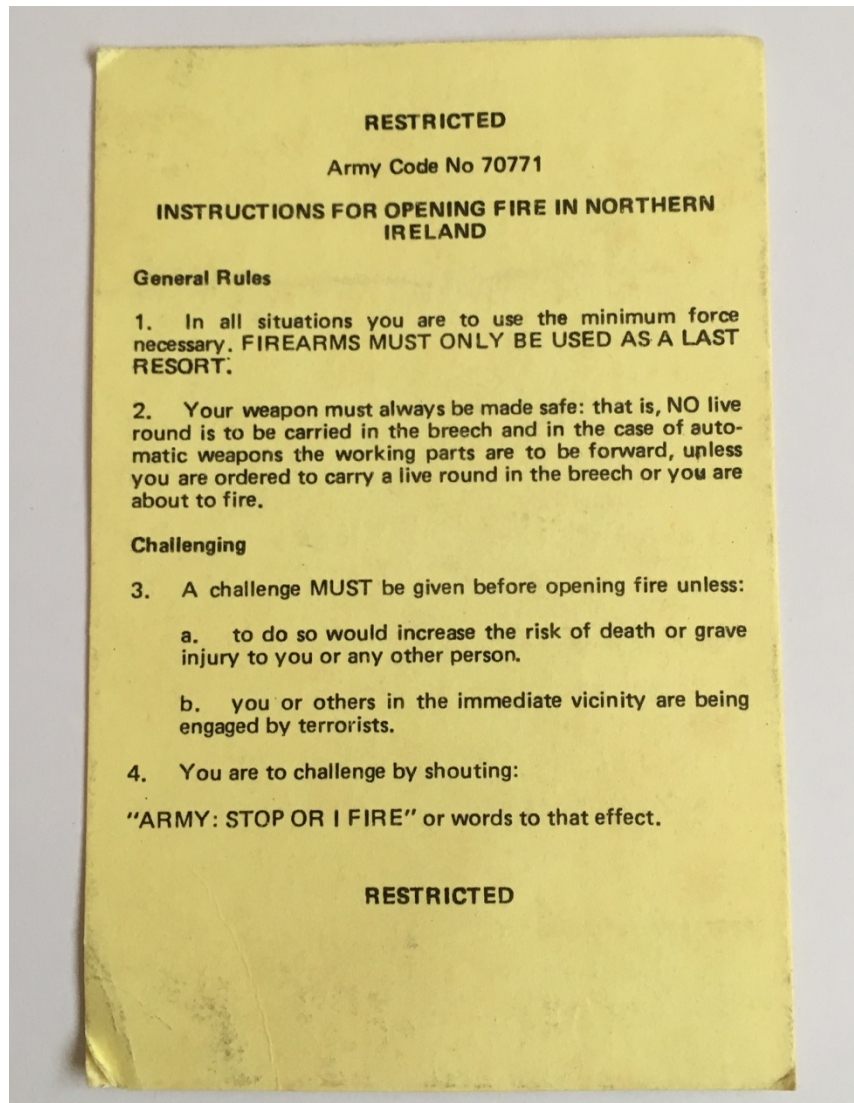 RESTRICTED
Army Code No 70771
INSTRUCTIONS FOR OPENING FIRE IN NORTHERN
IRELAND
General Rules
1. In all situations you are to use the minimum force
necessary. FIREARMS MUST ONLY BE USED AS A LAST
RESORT.
2. Your weapon must always be made safe: that is, NO live
round is to be carried in the breech and in the case of auto-
matic weapons the working parts are to be forward, unless
you are ordered to carry a live round in the breech or you are
about to fire.
Challenging
3. A challenge MUST be given before opening fire unless:
a. to do so would increase the risk of death or grave
injury to you or any other person.
b. you or others in the immediate vicinity are being
engaged by terrorists.
4. You are to challenge by shouting:
"ARMY: STOP OR I FIRE" or words to that effect.
RESTRICTED